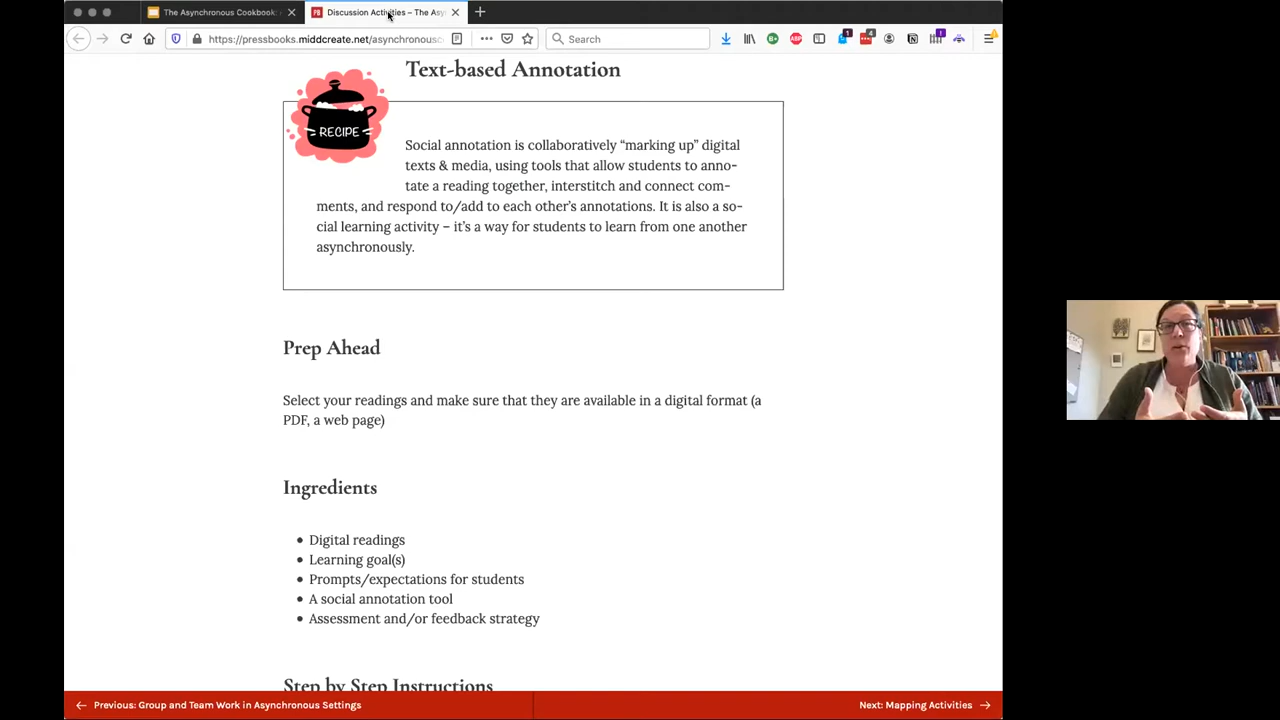 The Asynchronous Cookbook:
Discussion Activities – The Asy
https://pressbooks.middcreate.net/asynchronousc
Search
1
4
1
Text-based Annotation
RECIPE
Social annotation is collaboratively “marking up” digital
texts & media, using tools that allow students to anno-
tate a reading together, interstitch and connect com-
ments, and respond to/add to each other’s annotations. It is also a so-
cial learning activity – it’s a way for students to learn from one another
asynchronously.
Prep Ahead
Select your readings and make sure that they are available in a digital format (a
PDF, a web page)
Ingredients
Digital readings
Learning goal(s)
Prompts/expectations for students
A social annotation tool
Assessment and/or feedback strategy
Step by Step Instructions
← Previous: Group and Team Work in Asynchronous Settings
Next: Mapping Activities →